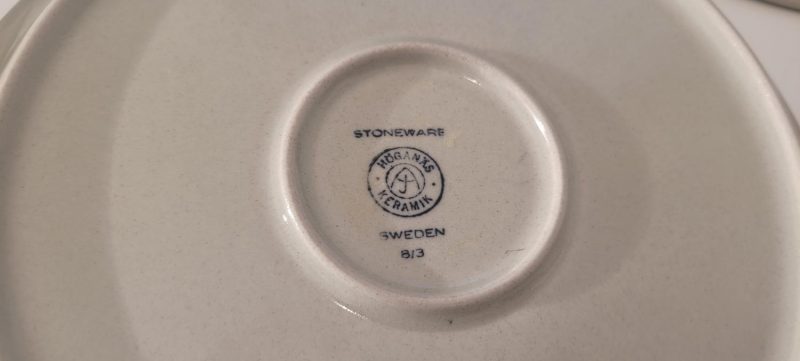 STONEWARE
HÖGANÄS
KERAMIK
SWEDEN
8/3